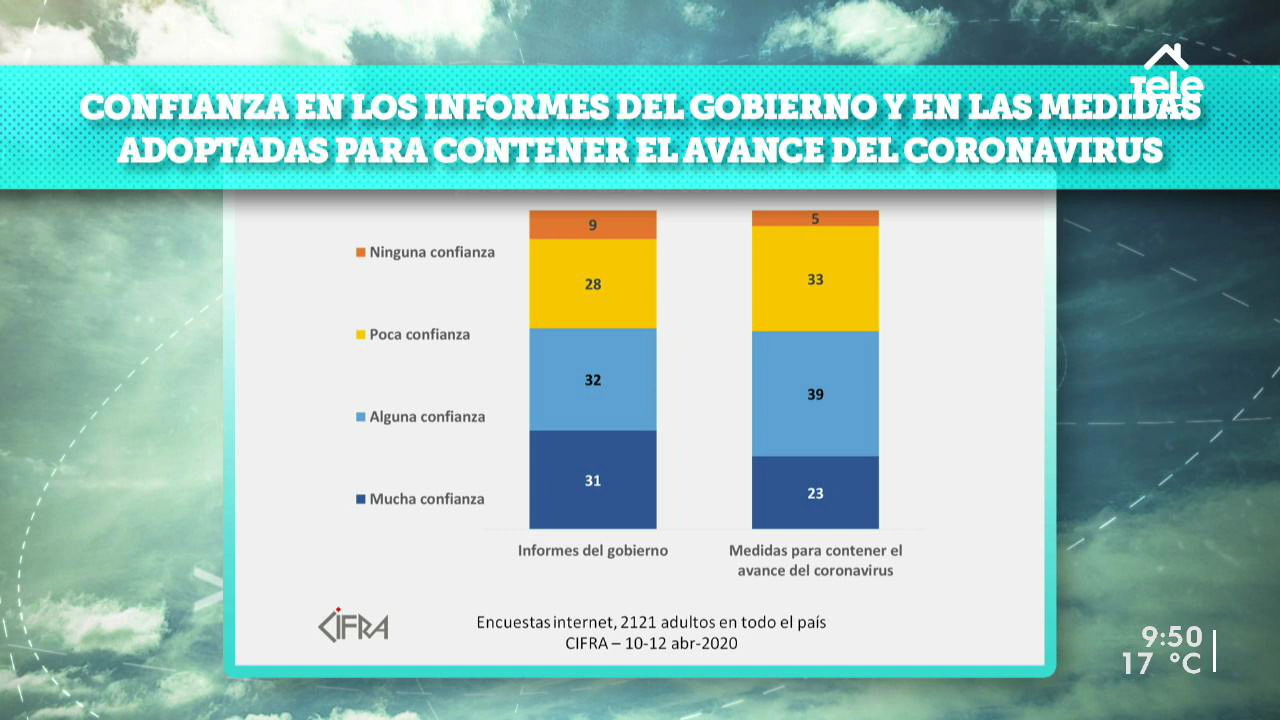 Tele
CONFIANZA EN LOS INFORMES DEL GOBIERNO Y EN LAS MEDIDAS
ADOPTADAS PARA CONTENER EL AVANCE DEL CORONAVIRUS
Ninguna confianza
Poca confianza
Alguna confianza
Mucha confianza
9
28
32
31
5
33
39
23
Informes del gobierno
Medidas para contener el
avance del coronavirus
CIFRA
Encuestas internet, 2121 adultos en todo el país
CIFRA – 10-12 abr-2020
9:50
17 °C